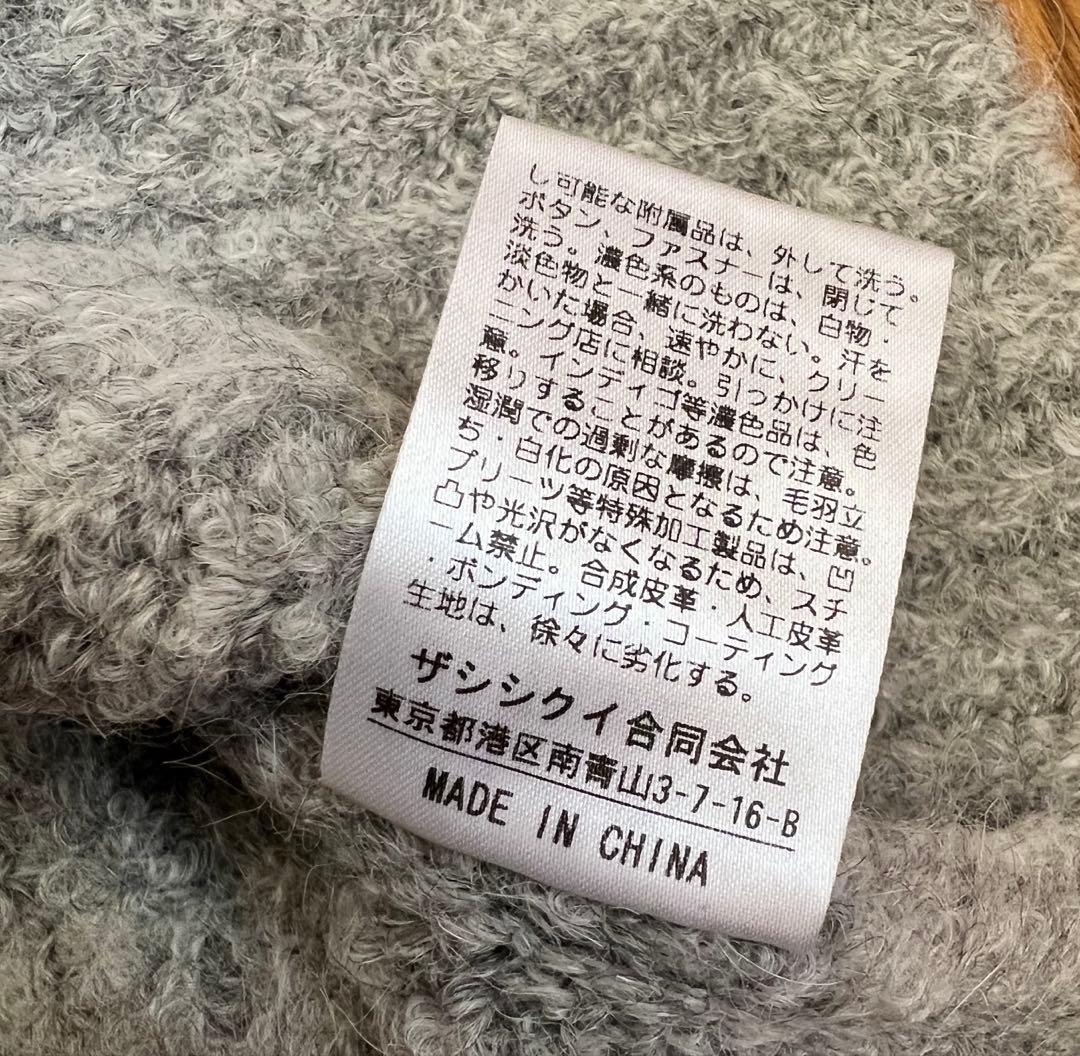 し可能な附属品は、外して洗う。
ボタン、ファスナーは、閉じて
洗う。濃色系のものは、白物・
淡色物と一緒に洗わない。汗を
かいた場合、速やかに、クリー
ニング店に相談。引っかけに注
意。インディゴ等濃色品は、色
移りすることがあるので注意。
湿潤での過剰な摩擦は、毛羽立
ち・白化の原因となるため注意。
プリーツ等特殊加工製品は、凹
凸や光沢がなくなるため、スチ
ーム禁止。合成皮革・人工皮革
・ボンディング・コーティング
生地は、徐々に劣化する。
ザシシクイ合同会社
東京都港区南青山3-7-16-B
MADE IN CHINA